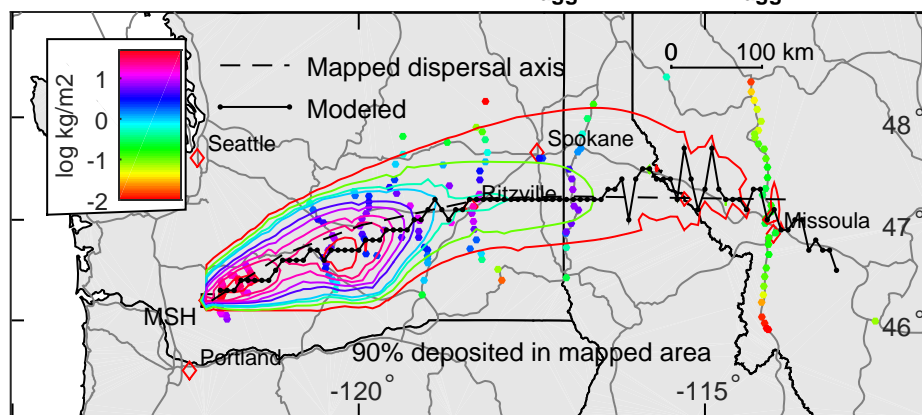 0 100 km
Mapped dispersal axis
Modeled
log kg/m2
1
0
-1
-2
48°
Seattle
Spokane
Ritzville
Missoula
47°
MSH
46°
Portland
90% deposited in mapped area
-120° -115°